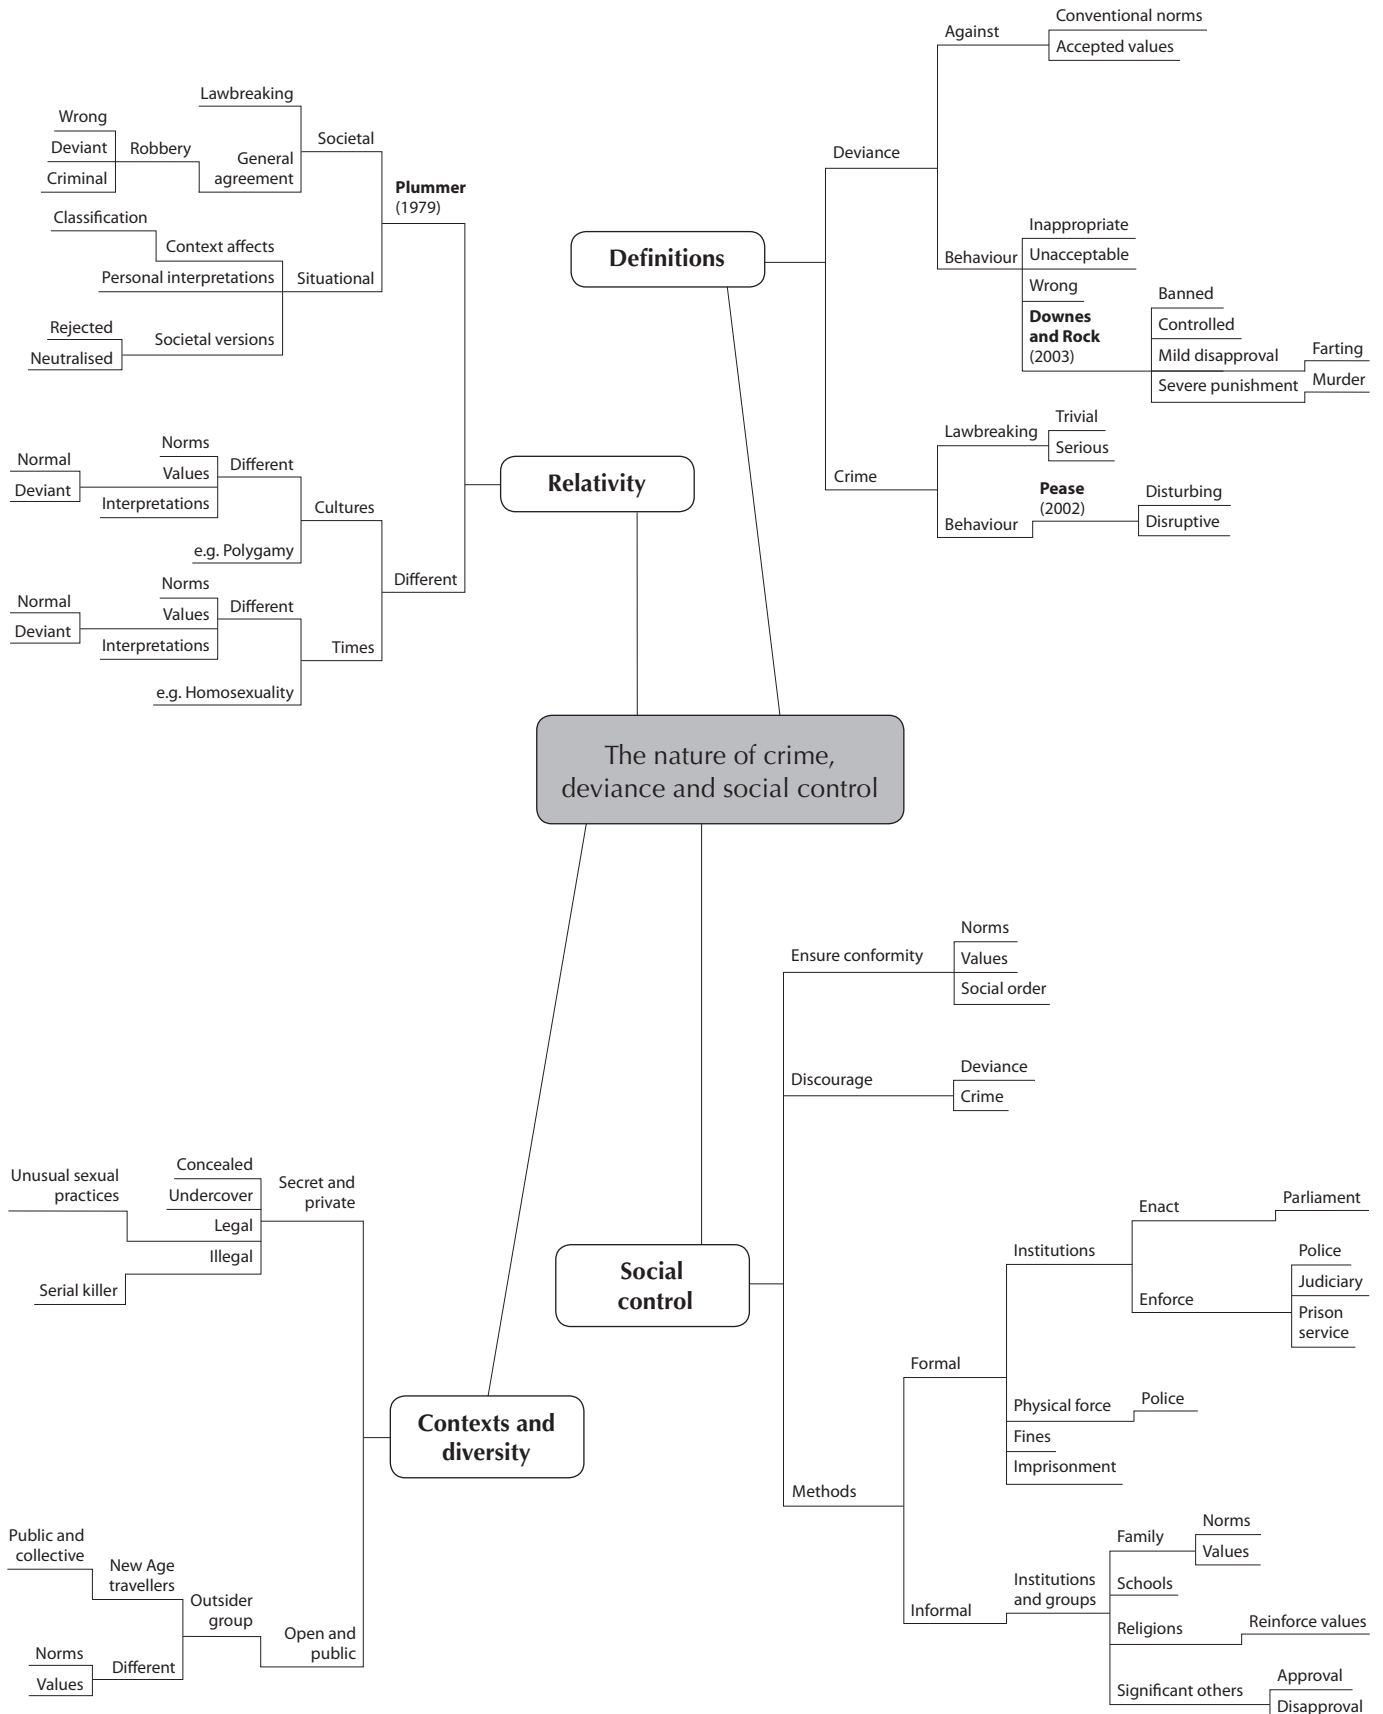 The nature of crime,
deviance and social control
Definitions
Deviance
Against
Conventional norms
Accepted values
Behaviour
Inappropriate
Unacceptable
Wrong
Downes
and Rock
(2003)
Banned
Controlled
Mild disapproval
Farting
Severe punishment
Murder
Crime
Lawbreaking
Trivial
Serious
Behaviour
Pease
(2002)
Disturbing
Disruptive
Relativity
Plummer
(1979)
Societal
Lawbreaking
General
agreement
Robbery
Wrong
Deviant
Criminal
Situational
Context affects
Classification
Personal interpretations
Societal versions
Rejected
Neutralised
Different
Cultures
Different
Norms
Values
Interpretations
Normal
Deviant
e.g. Polygamy
Times
Different
Norms
Values
Interpretations
Normal
Deviant
e.g. Homosexuality
Social
control
Ensure conformity
Norms
Values
Social order
Discourage
Deviance
Crime
Methods
Formal
Institutions
Enact
Parliament
Enforce
Police
Judiciary
Prison
service
Physical force
Police
Fines
Imprisonment
Informal
Institutions
and groups
Family
Norms
Values
Schools
Religions
Reinforce values
Significant others
Approval
Disapproval
Contexts and
diversity
Secret and
private
Concealed
Undercover
Legal
Unusual sexual
practices
Illegal
Serial killer
Open and
public
Outsider
group
New Age
travellers
Public and
collective
Different
Norms
Values